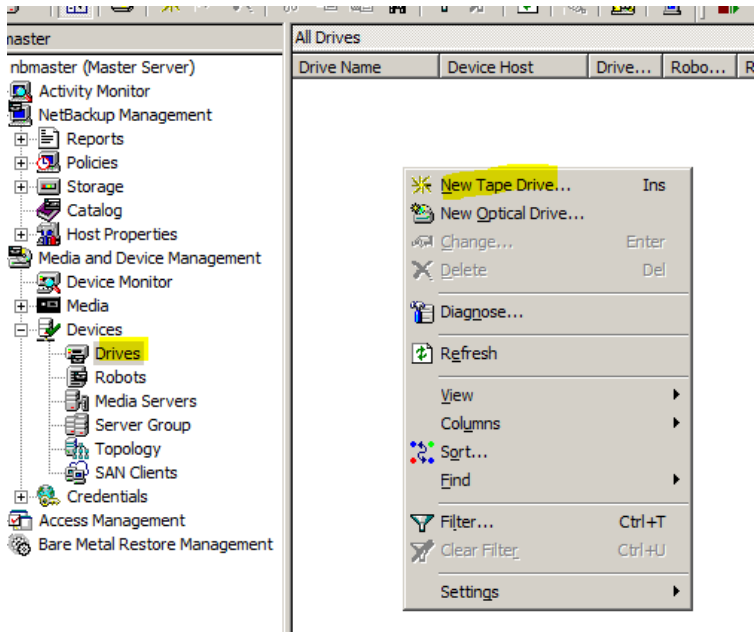 All Drives
Drive Name Device Host Drive... Robo... R
nbmaster (Master Server)
Activity Monitor
NetBackup Management
Reports
Policies
Storage
Catalog
Host Properties
Media and Device Management
Device Monitor
Media
Devices
Drives
Robots
Media Servers
Server Group
Topology
SAN Clients
Credentials
Access Management
Bare Metal Restore Management
New Tape Drive... Ins
New Optical Drive...
Change... Enter
Delete Del
Diagnose...
Refresh
View
Columns
Sort...
Find
Filter... Ctrl+T
Clear Filter Ctrl+U
Settings